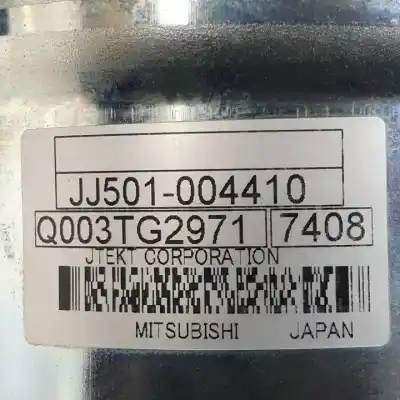 JJ501-004410
Q003TG2971 7408
JTEKT CORPORATION
MITSUBISHI JAPAN